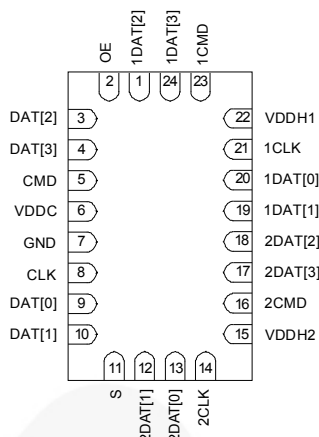 OE
1DAT[2]
1DAT[3]
1CMD
2
1
24
23
DAT[2] 3
22 VDDH1
DAT[3] 4
21 1CLK
CMD 5
20 1DAT[0]
VDDC 6
19 1DAT[1]
GND 7
18 2DAT[2]
CLK 8
17 2DAT[3]
DAT[0] 9
16 2CMD
DAT[1] 10
15 VDDH2
11
12
13
14
S
2DAT[1]
2DAT[0]
2CLK